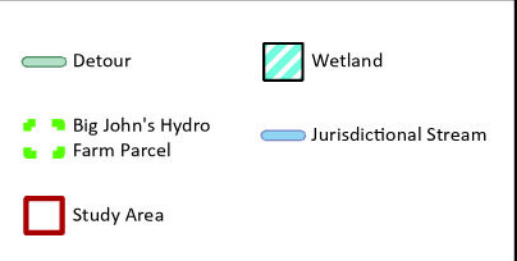 Detour
Wetland
Big John's Hydro
Farm Parcel
Jurisdictional Stream
Study Area